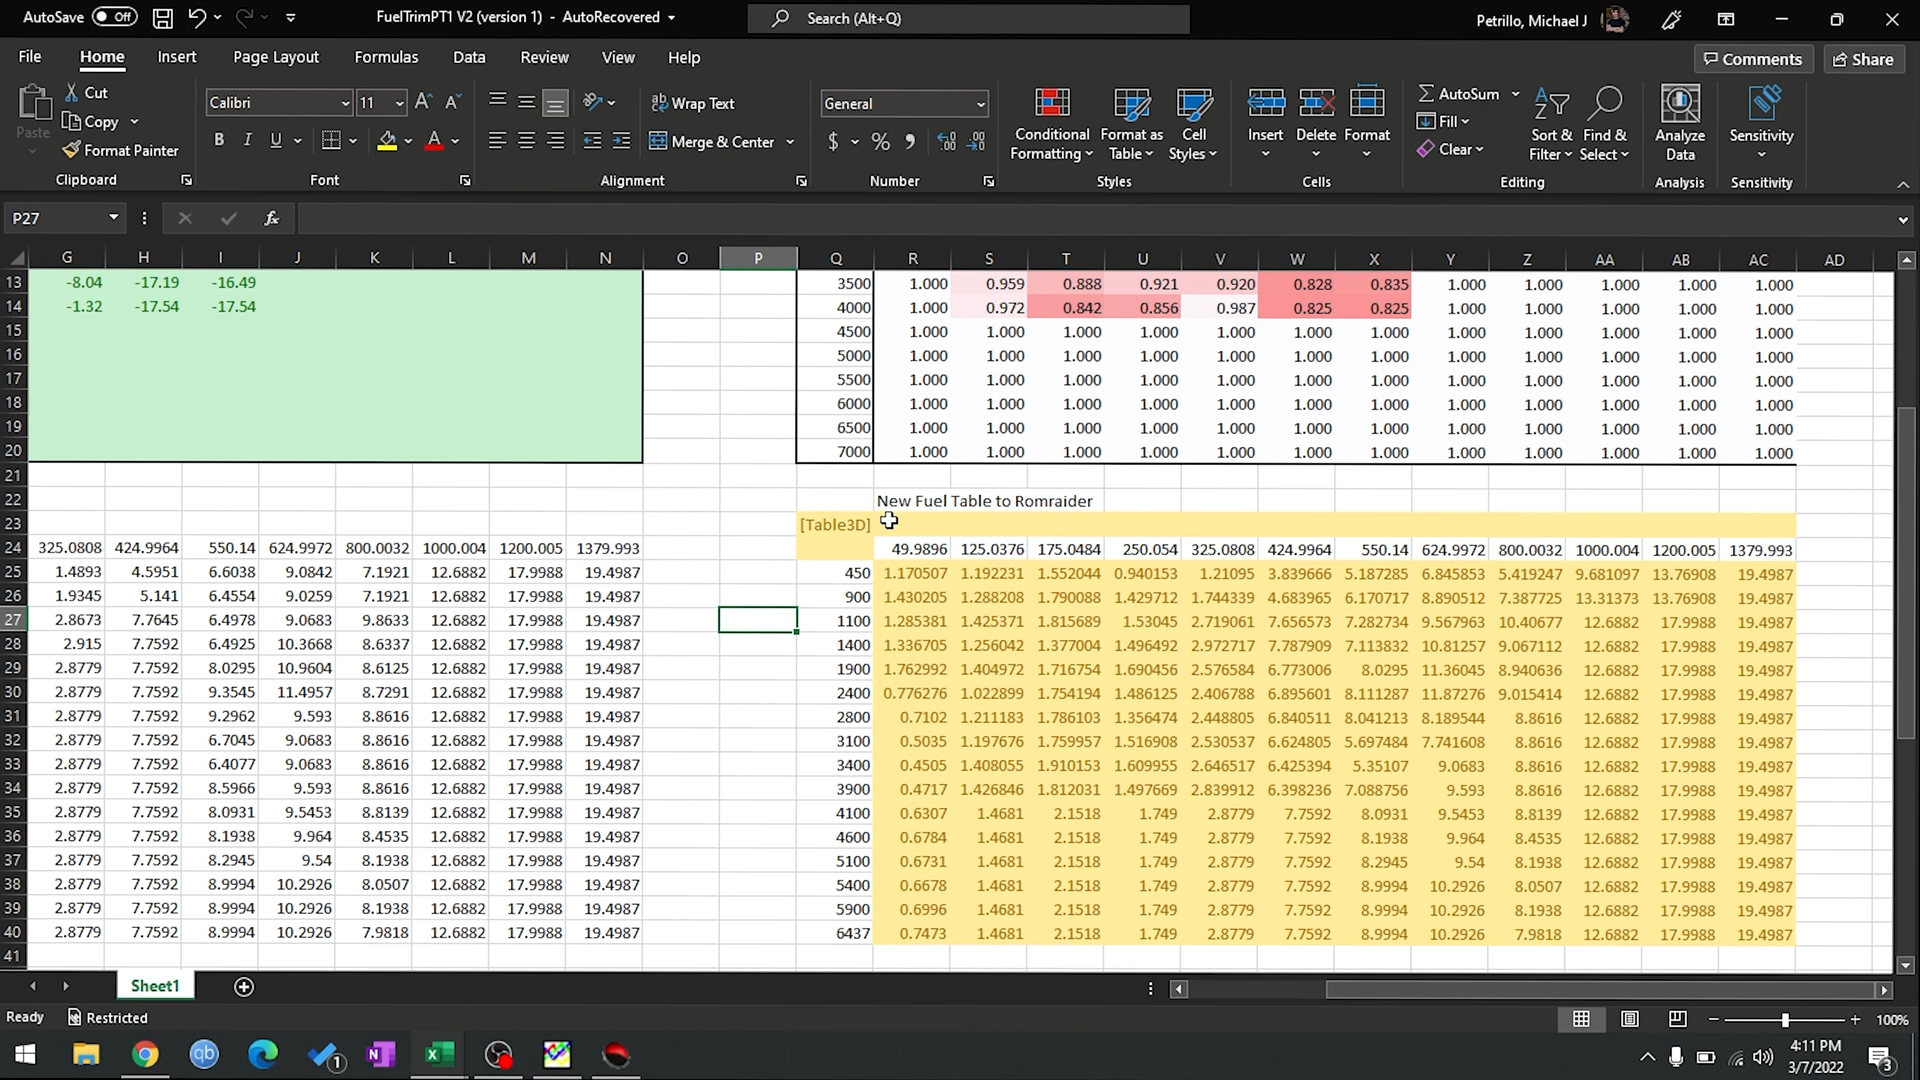 AutoSave Off FuelTrimPT1 V2 (version 1) - AutoRecovered Search (Alt+Q) Petrillo, Michael J
File Home Insert Page Layout Formulas Data Review View Help Comments Share
Paste Cut Copy Format Painter Clipboard
Calibri 11 B I U A Font
Wrap Text Merge & Center Alignment
General $ % 9 Number
Conditional Formatting Format as Table Cell Styles Styles
Insert Delete Format Cells
AutoSum Fill Clear Sort & Filter Find & Select Editing
Analyze Data Analysis
Sensitivity Sensitivity
P27 fx
G H I J K L M N O P Q R S T U V W X Y Z AA AB AC AD
13 -8.04 -17.19 -16.49 3500 1.000 0.959 0.888 0.921 0.920 0.828 0.835 1.000 1.000 1.000 1.000 1.000
14 -1.32 -17.54 -17.54 4000 1.000 0.972 0.842 0.856 0.987 0.825 0.825 1.000 1.000 1.000 1.000 1.000
15 4500 1.000 1.000 1.000 1.000 1.000 1.000 1.000 1.000 1.000 1.000 1.000 1.000
16 5000 1.000 1.000 1.000 1.000 1.000 1.000 1.000 1.000 1.000 1.000 1.000 1.000
17 5500 1.000 1.000 1.000 1.000 1.000 1.000 1.000 1.000 1.000 1.000 1.000 1.000
18 6000 1.000 1.000 1.000 1.000 1.000 1.000 1.000 1.000 1.000 1.000 1.000 1.000
19 6500 1.000 1.000 1.000 1.000 1.000 1.000 1.000 1.000 1.000 1.000 1.000 1.000
20 7000 1.000 1.000 1.000 1.000 1.000 1.000 1.000 1.000 1.000 1.000 1.000 1.000
21
22 New Fuel Table to Romraider
23 [Table3D]
24 325.0808 424.9964 550.14 624.9972 800.0032 1000.004 1200.005 1379.993 49.9896 125.0376 175.0484 250.054 325.0808 424.9964 550.14 624.9972 800.0032 1000.004 1200.005 1379.993
25 1.4893 4.5951 6.6038 9.0842 7.1921 12.6882 17.9988 19.4987 450 1.170507 1.192231 1.552044 0.940153 1.21095 3.839666 5.187285 6.845853 5.419247 9.681097 13.76908 19.4987
26 1.9345 5.141 6.4554 9.0259 7.1921 12.6882 17.9988 19.4987 900 1.430205 1.288208 1.790088 1.429712 1.744339 4.683965 6.170717 8.890512 7.387725 13.31373 13.76908 19.4987
27 2.8673 7.7645 6.4978 9.0683 9.8633 12.6882 17.9988 19.4987 1100 1.285381 1.425371 1.815689 1.53045 2.719061 7.656573 7.282734 9.567963 10.40677 12.6882 17.9988 19.4987
28 2.915 7.7592 6.4925 10.3668 8.6337 12.6882 17.9988 19.4987 1400 1.336705 1.256042 1.377004 1.496492 2.972717 7.787909 7.113832 10.81257 9.067112 12.6882 17.9988 19.4987
29 2.8779 7.7592 8.0295 10.9604 8.6125 12.6882 17.9988 19.4987 1900 1.762992 1.404972 1.716754 1.690456 2.576584 6.773006 8.0295 11.36045 8.940636 12.6882 17.9988 19.4987
30 2.8779 7.7592 9.3545 11.4957 8.7291 12.6882 17.9988 19.4987 2400 0.776276 1.022899 1.754194 1.486125 2.406788 6.895601 8.111287 11.87276 9.015414 12.6882 17.9988 19.4987
31 2.8779 7.7592 9.2962 9.593 8.8616 12.6882 17.9988 19.4987 2800 0.7102 1.211183 1.786103 1.356474 2.448805 6.840511 8.041213 8.189544 8.8616 12.6882 17.9988 19.4987
32 2.8779 7.7592 6.7045 9.0683 8.8616 12.6882 17.9988 19.4987 3100 0.5035 1.197676 1.759957 1.516908 2.530537 6.624805 5.697484 7.741608 8.8616 12.6882 17.9988 19.4987
33 2.8779 7.7592 6.4077 9.0683 8.8616 12.6882 17.9988 19.4987 3400 0.4505 1.408055 1.910153 1.609955 2.646517 6.425394 5.35107 9.0683 8.8616 12.6882 17.9988 19.4987
34 2.8779 7.7592 8.5966 9.593 8.8616 12.6882 17.9988 19.4987 3900 0.4717 1.426846 1.812031 1.497669 2.839912 6.398236 7.088756 9.593 8.8616 12.6882 17.9988 19.4987
35 2.8779 7.7592 8.0931 9.5453 8.8139 12.6882 17.9988 19.4987 4100 0.6307 1.4681 2.1518 1.749 2.8779 7.7592 8.0931 9.5453 8.8139 12.6882 17.9988 19.4987
36 2.8779 7.7592 8.1938 9.964 8.4535 12.6882 17.9988 19.4987 4600 0.6784 1.4681 2.1518 1.749 2.8779 7.7592 8.1938 9.964 8.4535 12.6882 17.9988 19.4987
37 2.8779 7.7592 8.2945 9.54 8.1938 12.6882 17.9988 19.4987 5100 0.6731 1.4681 2.1518 1.749 2.8779 7.7592 8.2945 9.54 8.1938 12.6882 17.9988 19.4987
38 2.8779 7.7592 8.9994 10.2926 8.0507 12.6882 17.9988 19.4987 5400 0.6678 1.4681 2.1518 1.749 2.8779 7.7592 8.9994 10.2926 8.0507 12.6882 17.9988 19.4987
39 2.8779 7.7592 8.9994 10.2926 8.1938 12.6882 17.9988 19.4987 5900 0.6996 1.4681 2.1518 1.749 2.8779 7.7592 8.9994 10.2926 8.1938 12.6882 17.9988 19.4987
40 2.8779 7.7592 8.9994 10.2926 7.9818 12.6882 17.9988 19.4987 6437 0.7473 1.4681 2.1518 1.749 2.8779 7.7592 8.9994 10.2926 7.9818 12.6882 17.9988 19.4987
41
Sheet1
Ready Restricted 100%
qb 1 N X 4:11 PM
3/7/2022 3